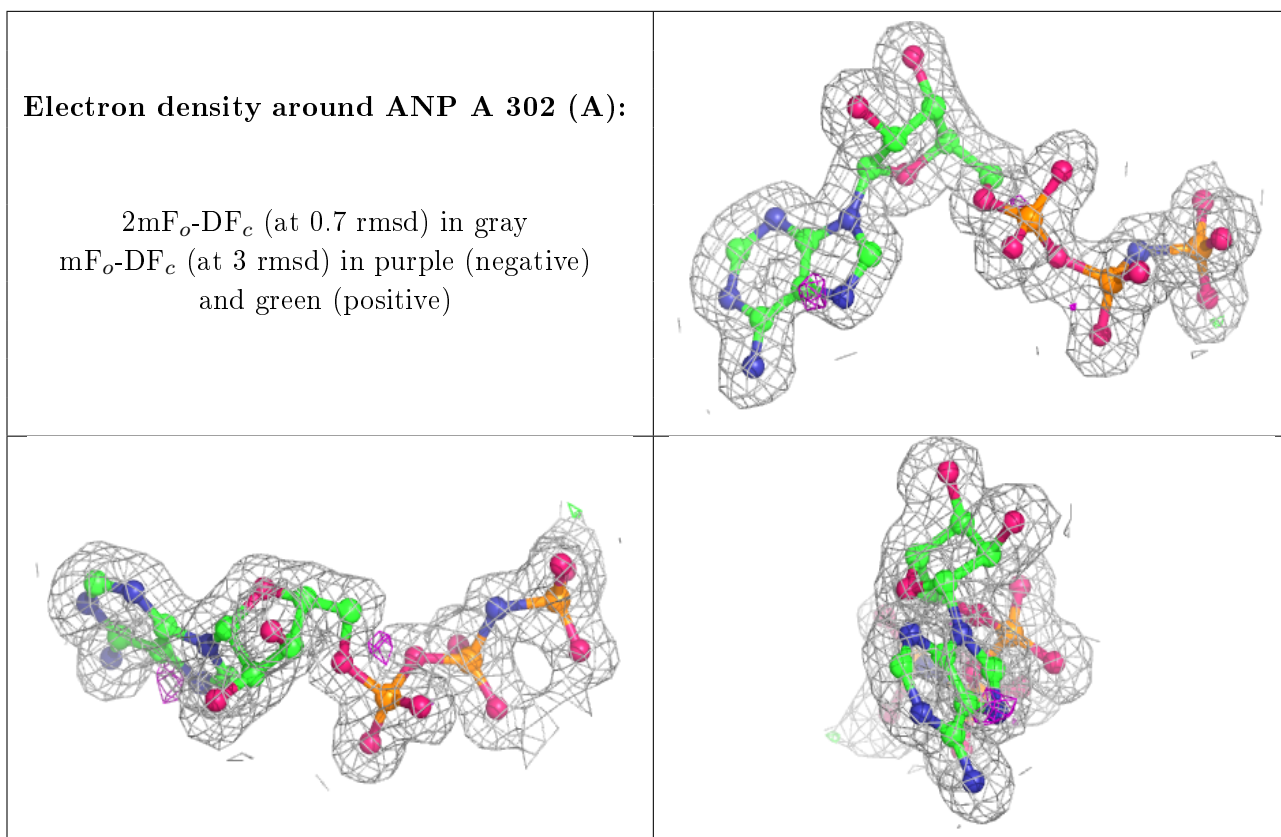 Electron density around ANP A 302 (A):
2mFo-DFc (at 0.7 rmsd) in gray
mFo-DFc (at 3 rmsd) in purple (negative)
and green (positive)